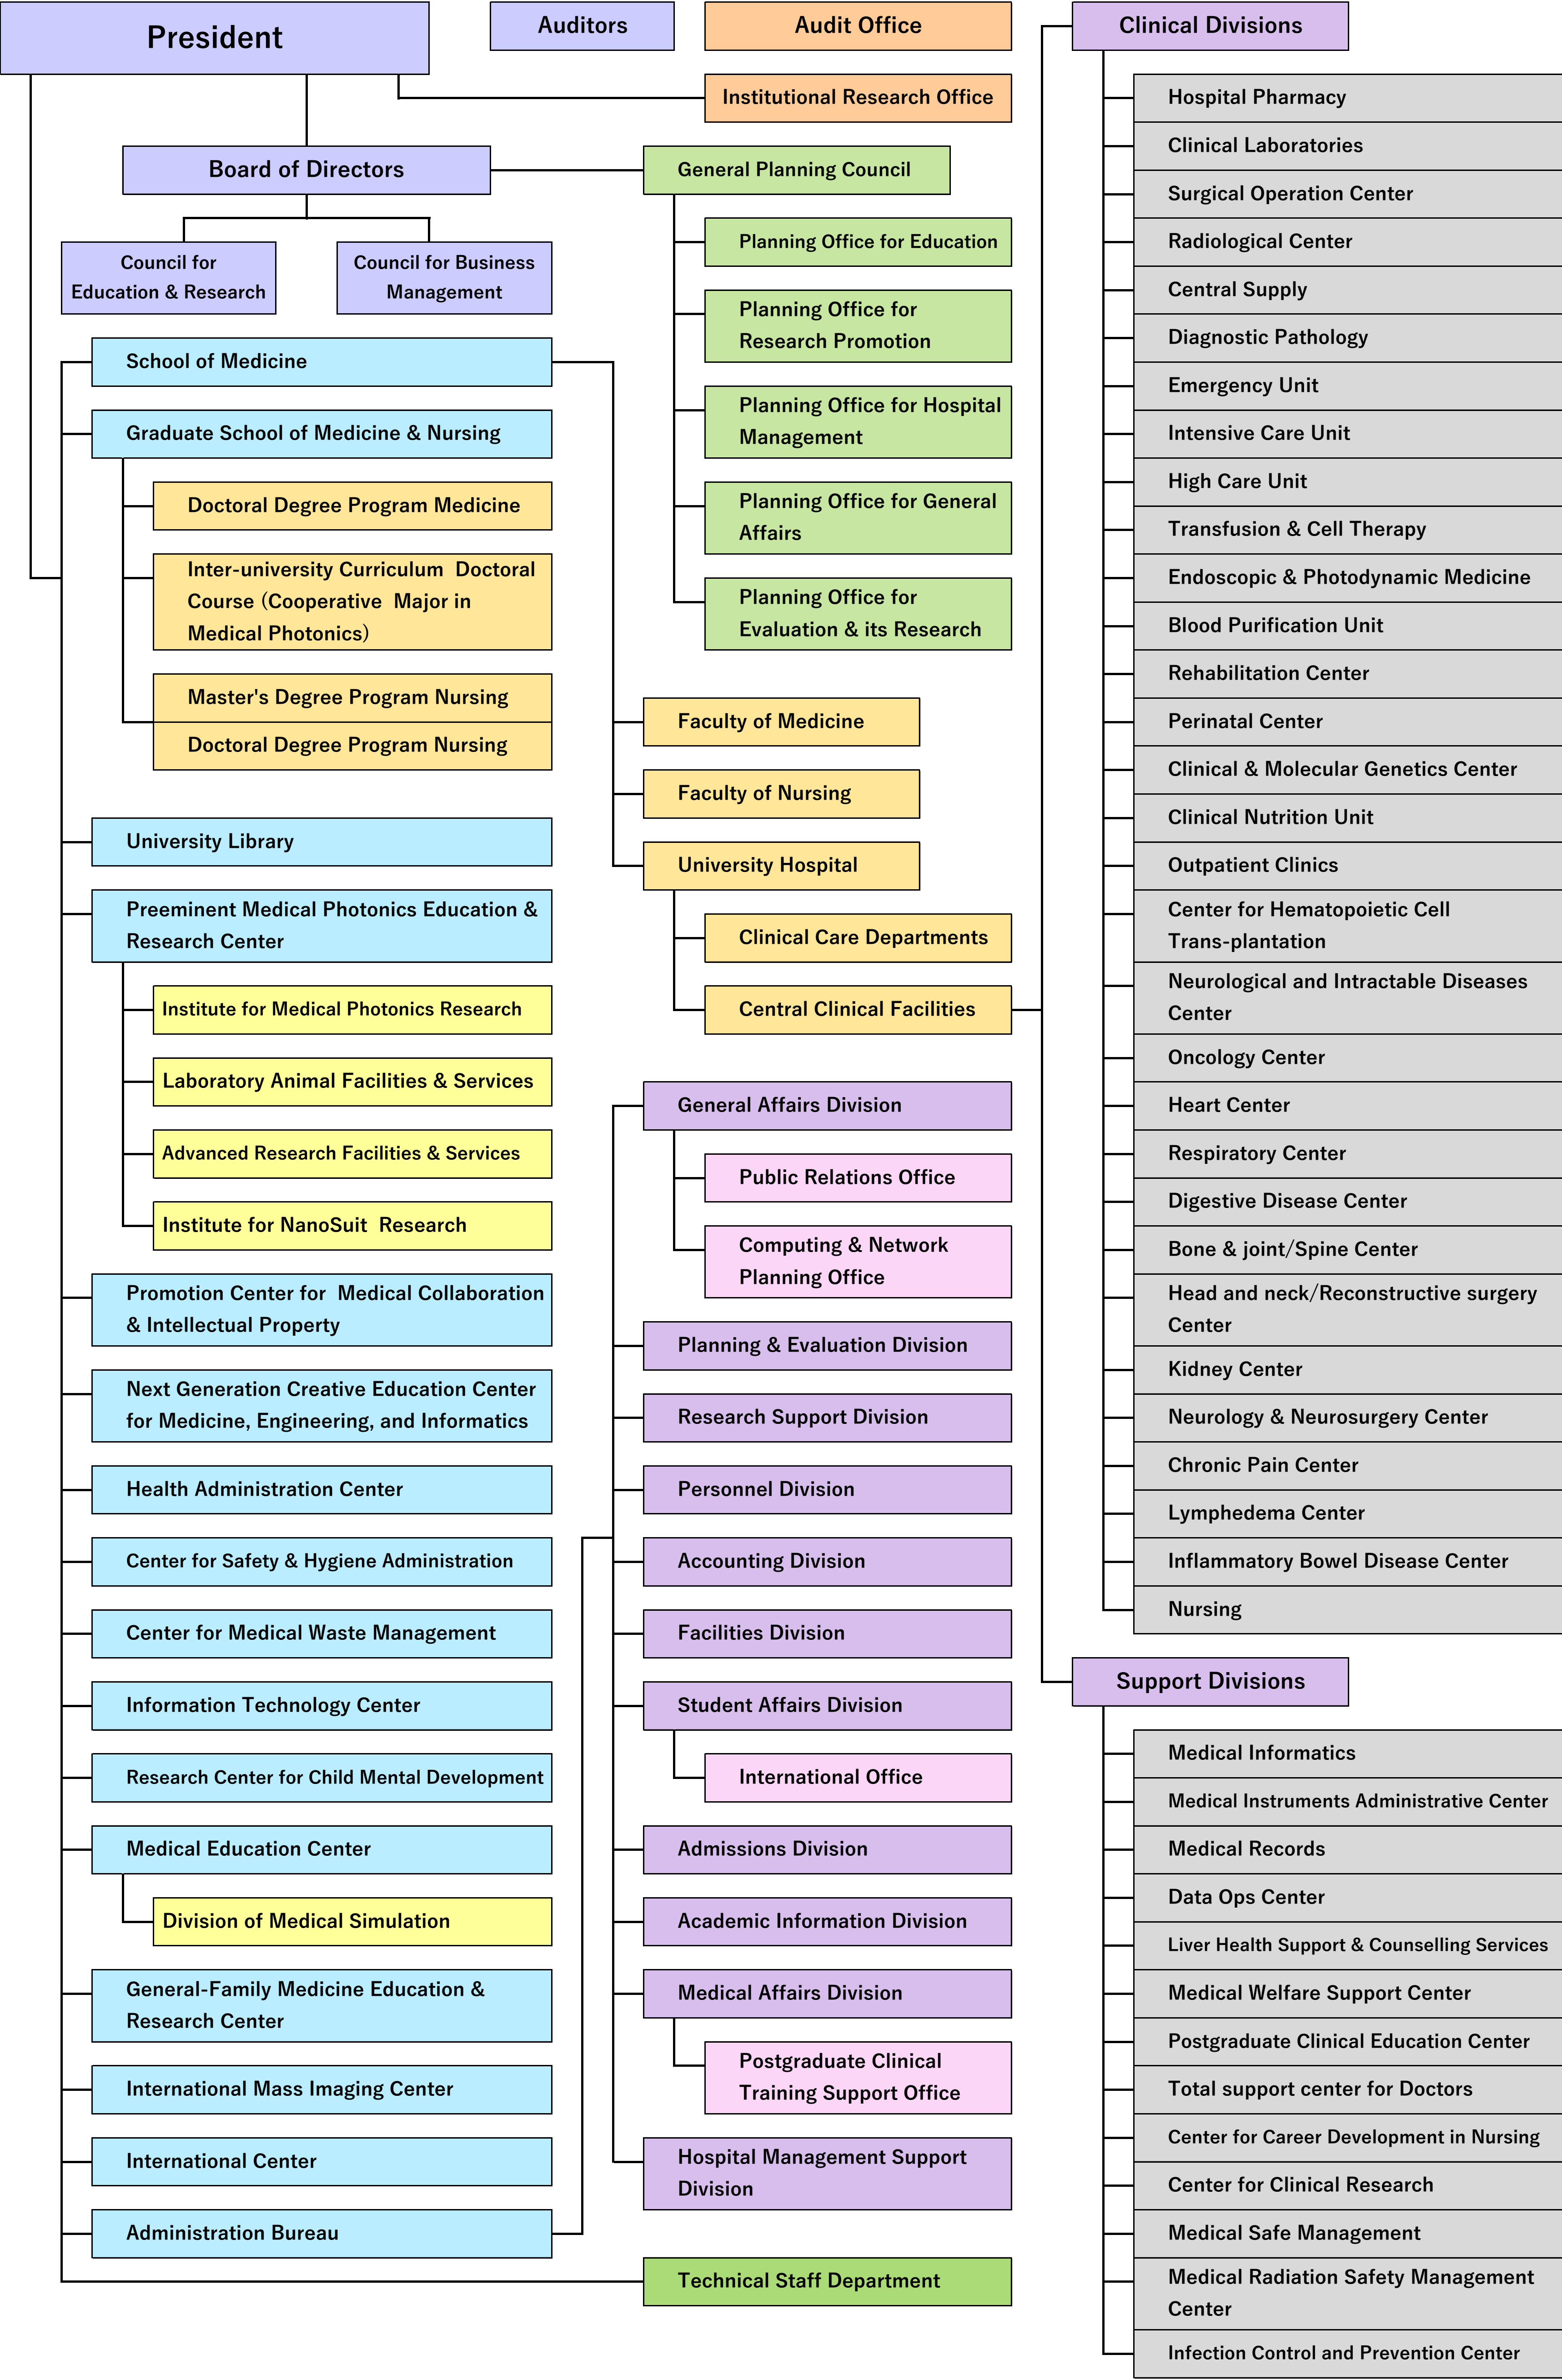 President
Auditors
Audit Office
Institutional Research Office
Board of Directors
Council for
Education & Research
Council for Business
Management
General Planning Council
Planning Office for Education
Planning Office for
Research Promotion
Planning Office for Hospital
Management
Planning Office for General
Affairs
Planning Office for
Evaluation & its Research
School of Medicine
Graduate School of Medicine & Nursing
Doctoral Degree Program Medicine
Inter-university Curriculum  Doctoral
Course (Cooperative  Major in
Medical Photonics)
Master's Degree Program Nursing
Doctoral Degree Program Nursing
University Library
Preeminent Medical Photonics Education &
Research Center
Institute for Medical Photonics Research
Laboratory Animal Facilities & Services
Advanced Research Facilities & Services
Institute for NanoSuit  Research
Promotion Center for  Medical Collaboration
& Intellectual Property
Next Generation Creative Education Center
for Medicine, Engineering, and Informatics
Health Administration Center
Center for Safety & Hygiene Administration
Center for Medical Waste Management
Information Technology Center
Research Center for Child Mental Development
Medical Education Center
Division of Medical Simulation
General-Family Medicine Education &
Research Center
International Mass Imaging Center
International Center
Administration Bureau
Faculty of Medicine
Faculty of Nursing
University Hospital
Clinical Care Departments
Central Clinical Facilities
General Affairs Division
Public Relations Office
Computing & Network
Planning Office
Planning & Evaluation Division
Research Support Division
Personnel Division
Accounting Division
Facilities Division
Student Affairs Division
International Office
Admissions Division
Academic Information Division
Medical Affairs Division
Postgraduate Clinical
Training Support Office
Hospital Management Support
Division
Technical Staff Department
Clinical Divisions
Hospital Pharmacy
Clinical Laboratories
Surgical Operation Center
Radiological Center
Central Supply
Diagnostic Pathology
Emergency Unit
Intensive Care Unit
High Care Unit
Transfusion & Cell Therapy
Endoscopic & Photodynamic Medicine
Blood Purification Unit
Rehabilitation Center
Perinatal Center
Clinical & Molecular Genetics Center
Clinical Nutrition Unit
Outpatient Clinics
Center for Hematopoietic Cell
Trans-plantation
Neurological and Intractable Diseases
Center
Oncology Center
Heart Center
Respiratory Center
Digestive Disease Center
Bone & joint/Spine Center
Head and neck/Reconstructive surgery
Center
Kidney Center
Neurology & Neurosurgery Center
Chronic Pain Center
Lymphedema Center
Inflammatory Bowel Disease Center
Nursing
Support Divisions
Medical Informatics
Medical Instruments Administrative Center
Medical Records
Data Ops Center
Liver Health Support & Counselling Services
Medical Welfare Support Center
Postgraduate Clinical Education Center
Total support center for Doctors
Center for Career Development in Nursing
Center for Clinical Research
Medical Safe Management
Medical Radiation Safety Management
Center
Infection Control and Prevention Center